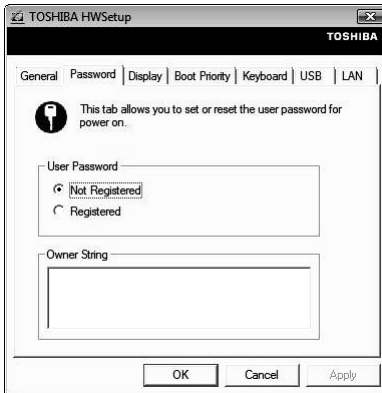 TOSHIBA HWSetup
TOSHIBA
General Password Display Boot Priority Keyboard USB LAN
This tab allows you to set or reset the user password for
power on.
User Password
Not Registered
Registered
Owner String
OK Cancel Apply